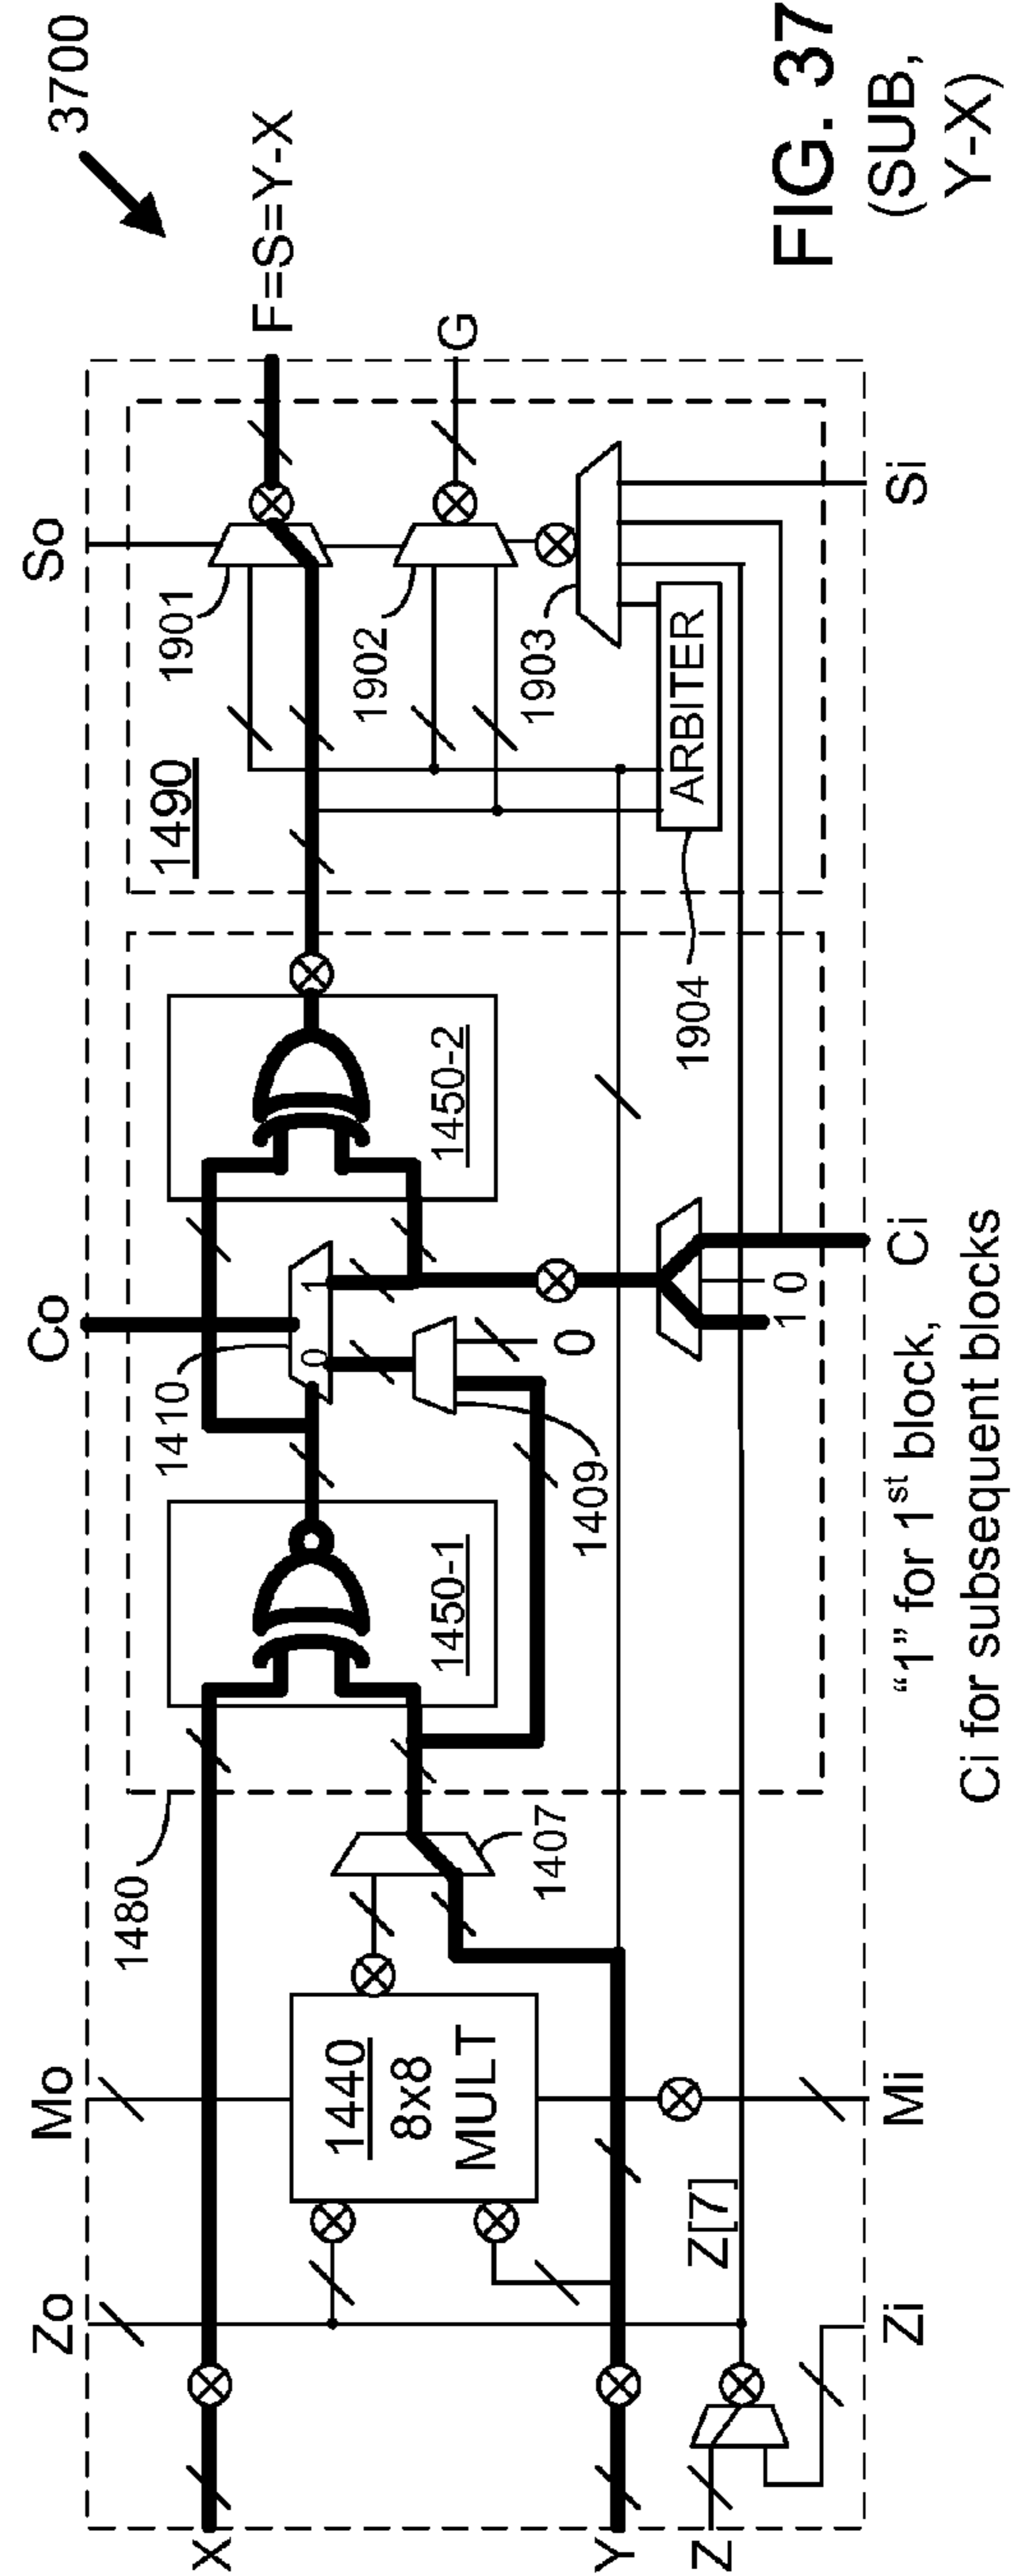 3700
Zo
Mo
Co
So
X
Y
Z
1480
1440
8x8
MULT
1407
1450-1
1410
0
1
1409
0
1450-2
1490
1901
1902
1903
1904
ARBITER
F=S=Y-X
G
Z[7]
1
0
Zi
Mi
Ci
Si
"1" for 1st block,
Ci for subsequent blocks
FIG. 37
(SUB,
Y-X)